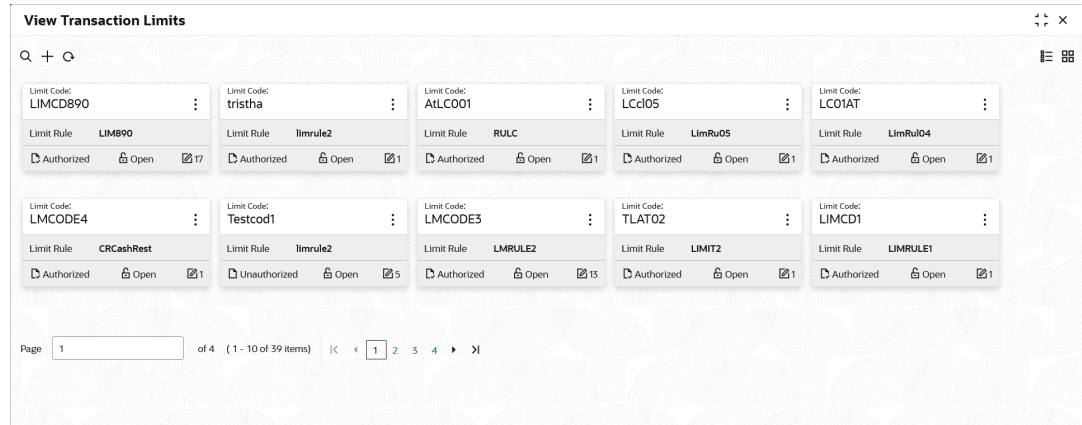 View Transaction Limits
Limit Code: Limit Code: Limit Code: Limit Code: Limit Code:
LIMCD890 tristha AtLC001 LCcl05 LC01AT
Limit Rule LIM890 Limit Rule limrule2 Limit Rule RULC Limit Rule LimRu05 Limit Rule LimRul04
Authorized Open 17 Authorized Open 1 Authorized Open 1 Authorized Open 1 Authorized Open 1
Limit Code: Limit Code: Limit Code: Limit Code: Limit Code:
LMCODE4 Testcod1 LMCODE3 TLAT02 LIMCD1
Limit Rule CRCashRest Limit Rule limrule2 Limit Rule LMRULE2 Limit Rule LIMIT2 Limit Rule LIMRULE1
Authorized Open 1 Unauthorized Open 5 Authorized Open 13 Authorized Open 1 Authorized Open 1
Page 1 of 4 ( 1 - 10 of 39 items) 1 2 3 4